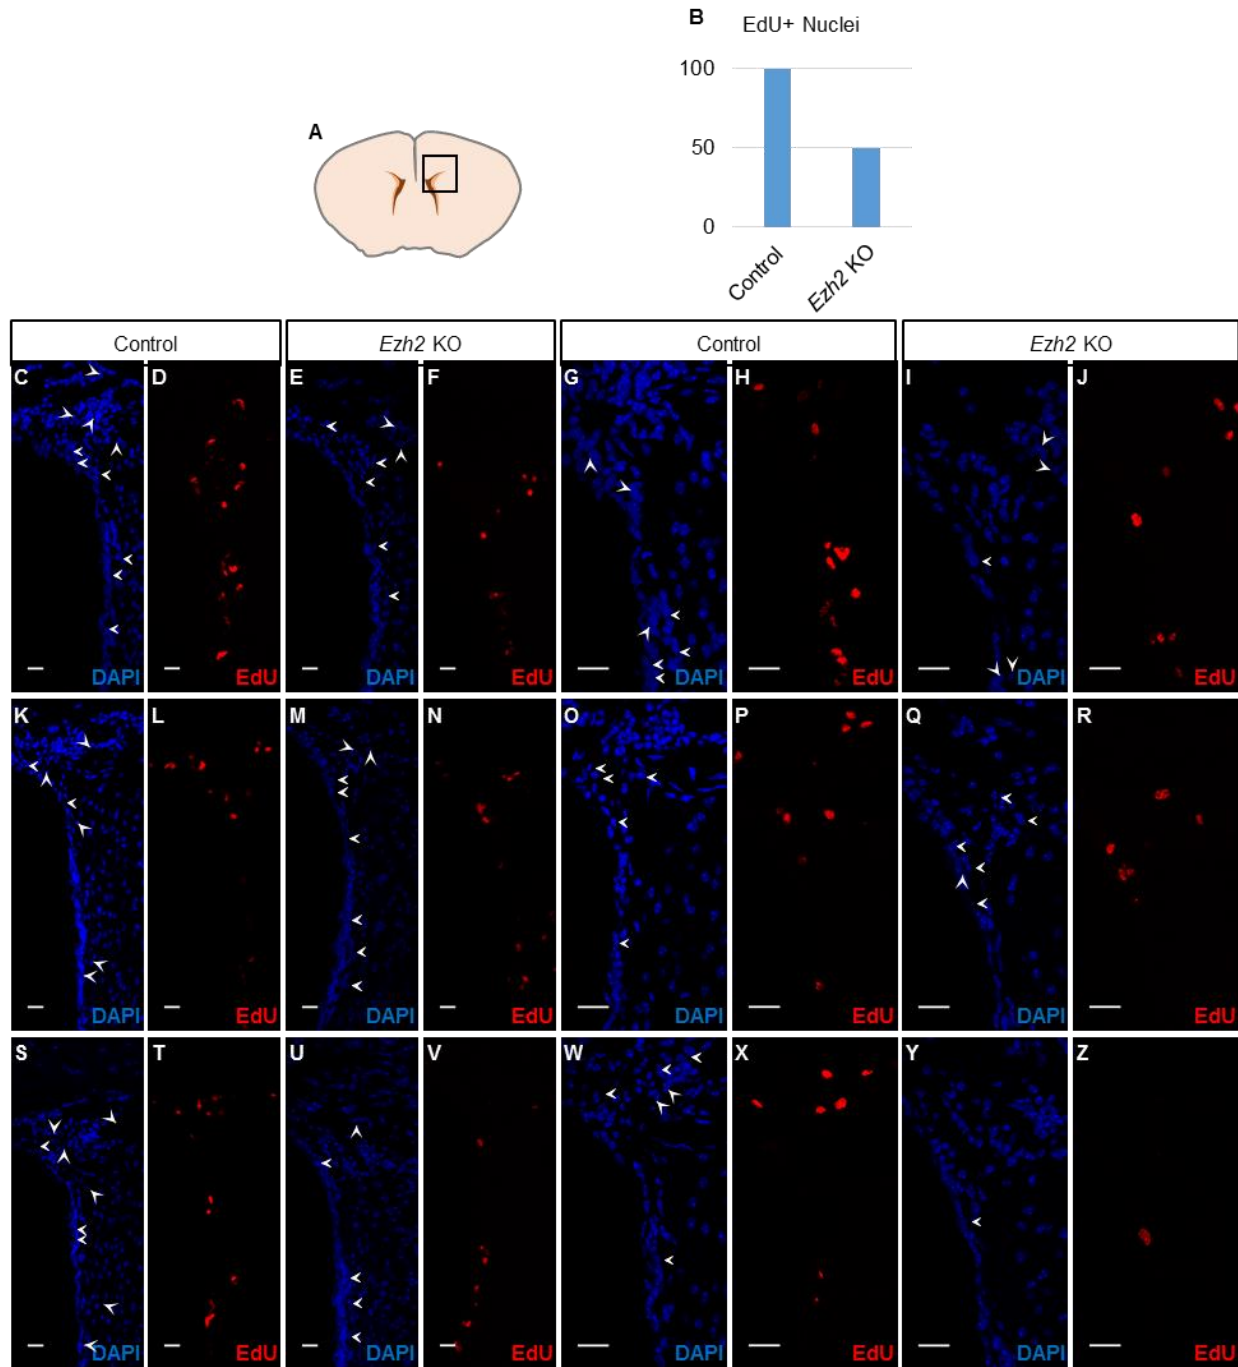 B EdU+ Nuclei
100
A
50
0
Control
Ezh2 KO
Control Ezh2 KO Control Ezh2 KO
C D E F G H I J
DAPI EdU DAPI EdU DAPI EdU DAPI EdU
K L M N O P Q R
DAPI EdU DAPI EdU DAPI EdU DAPI EdU
S T U V W X Y Z
DAPI EdU DAPI EdU DAPI EdU DAPI EdU